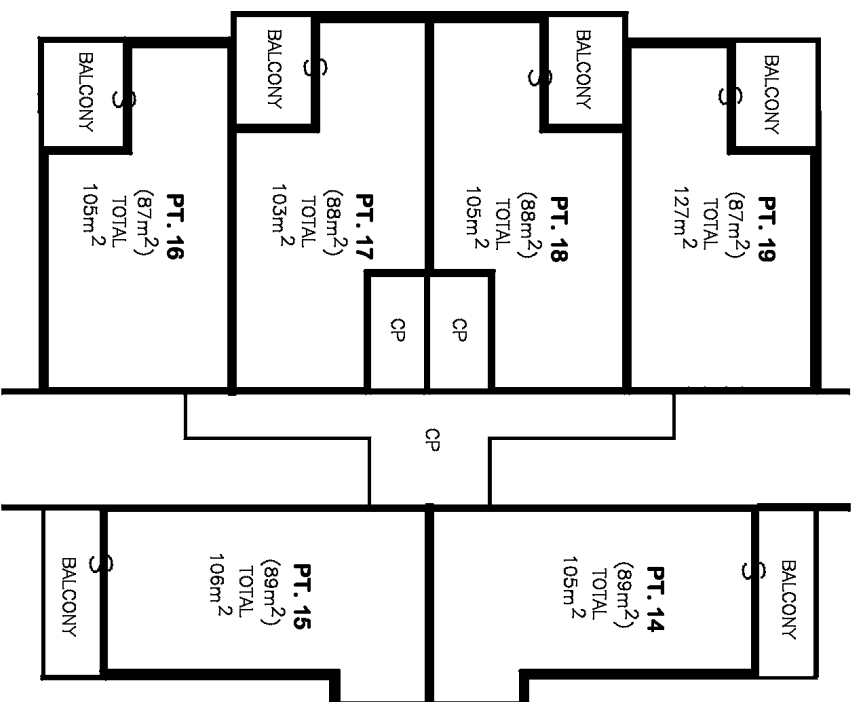 BALCONY
S
BALCONY
S
BALCONY
S
BALCONY
S
PT. 16
(87m²)
TOTAL
105m²
PT. 17
(88m²)
TOTAL
103m²
PT. 18
(88m²)
TOTAL
105m²
PT. 19
(87m²)
TOTAL
127m²
CP
CP
CP
BALCONY
S
PT. 15
(89m²)
TOTAL
106m²
PT. 14
(89m²)
TOTAL
105m²
S
BALCONY